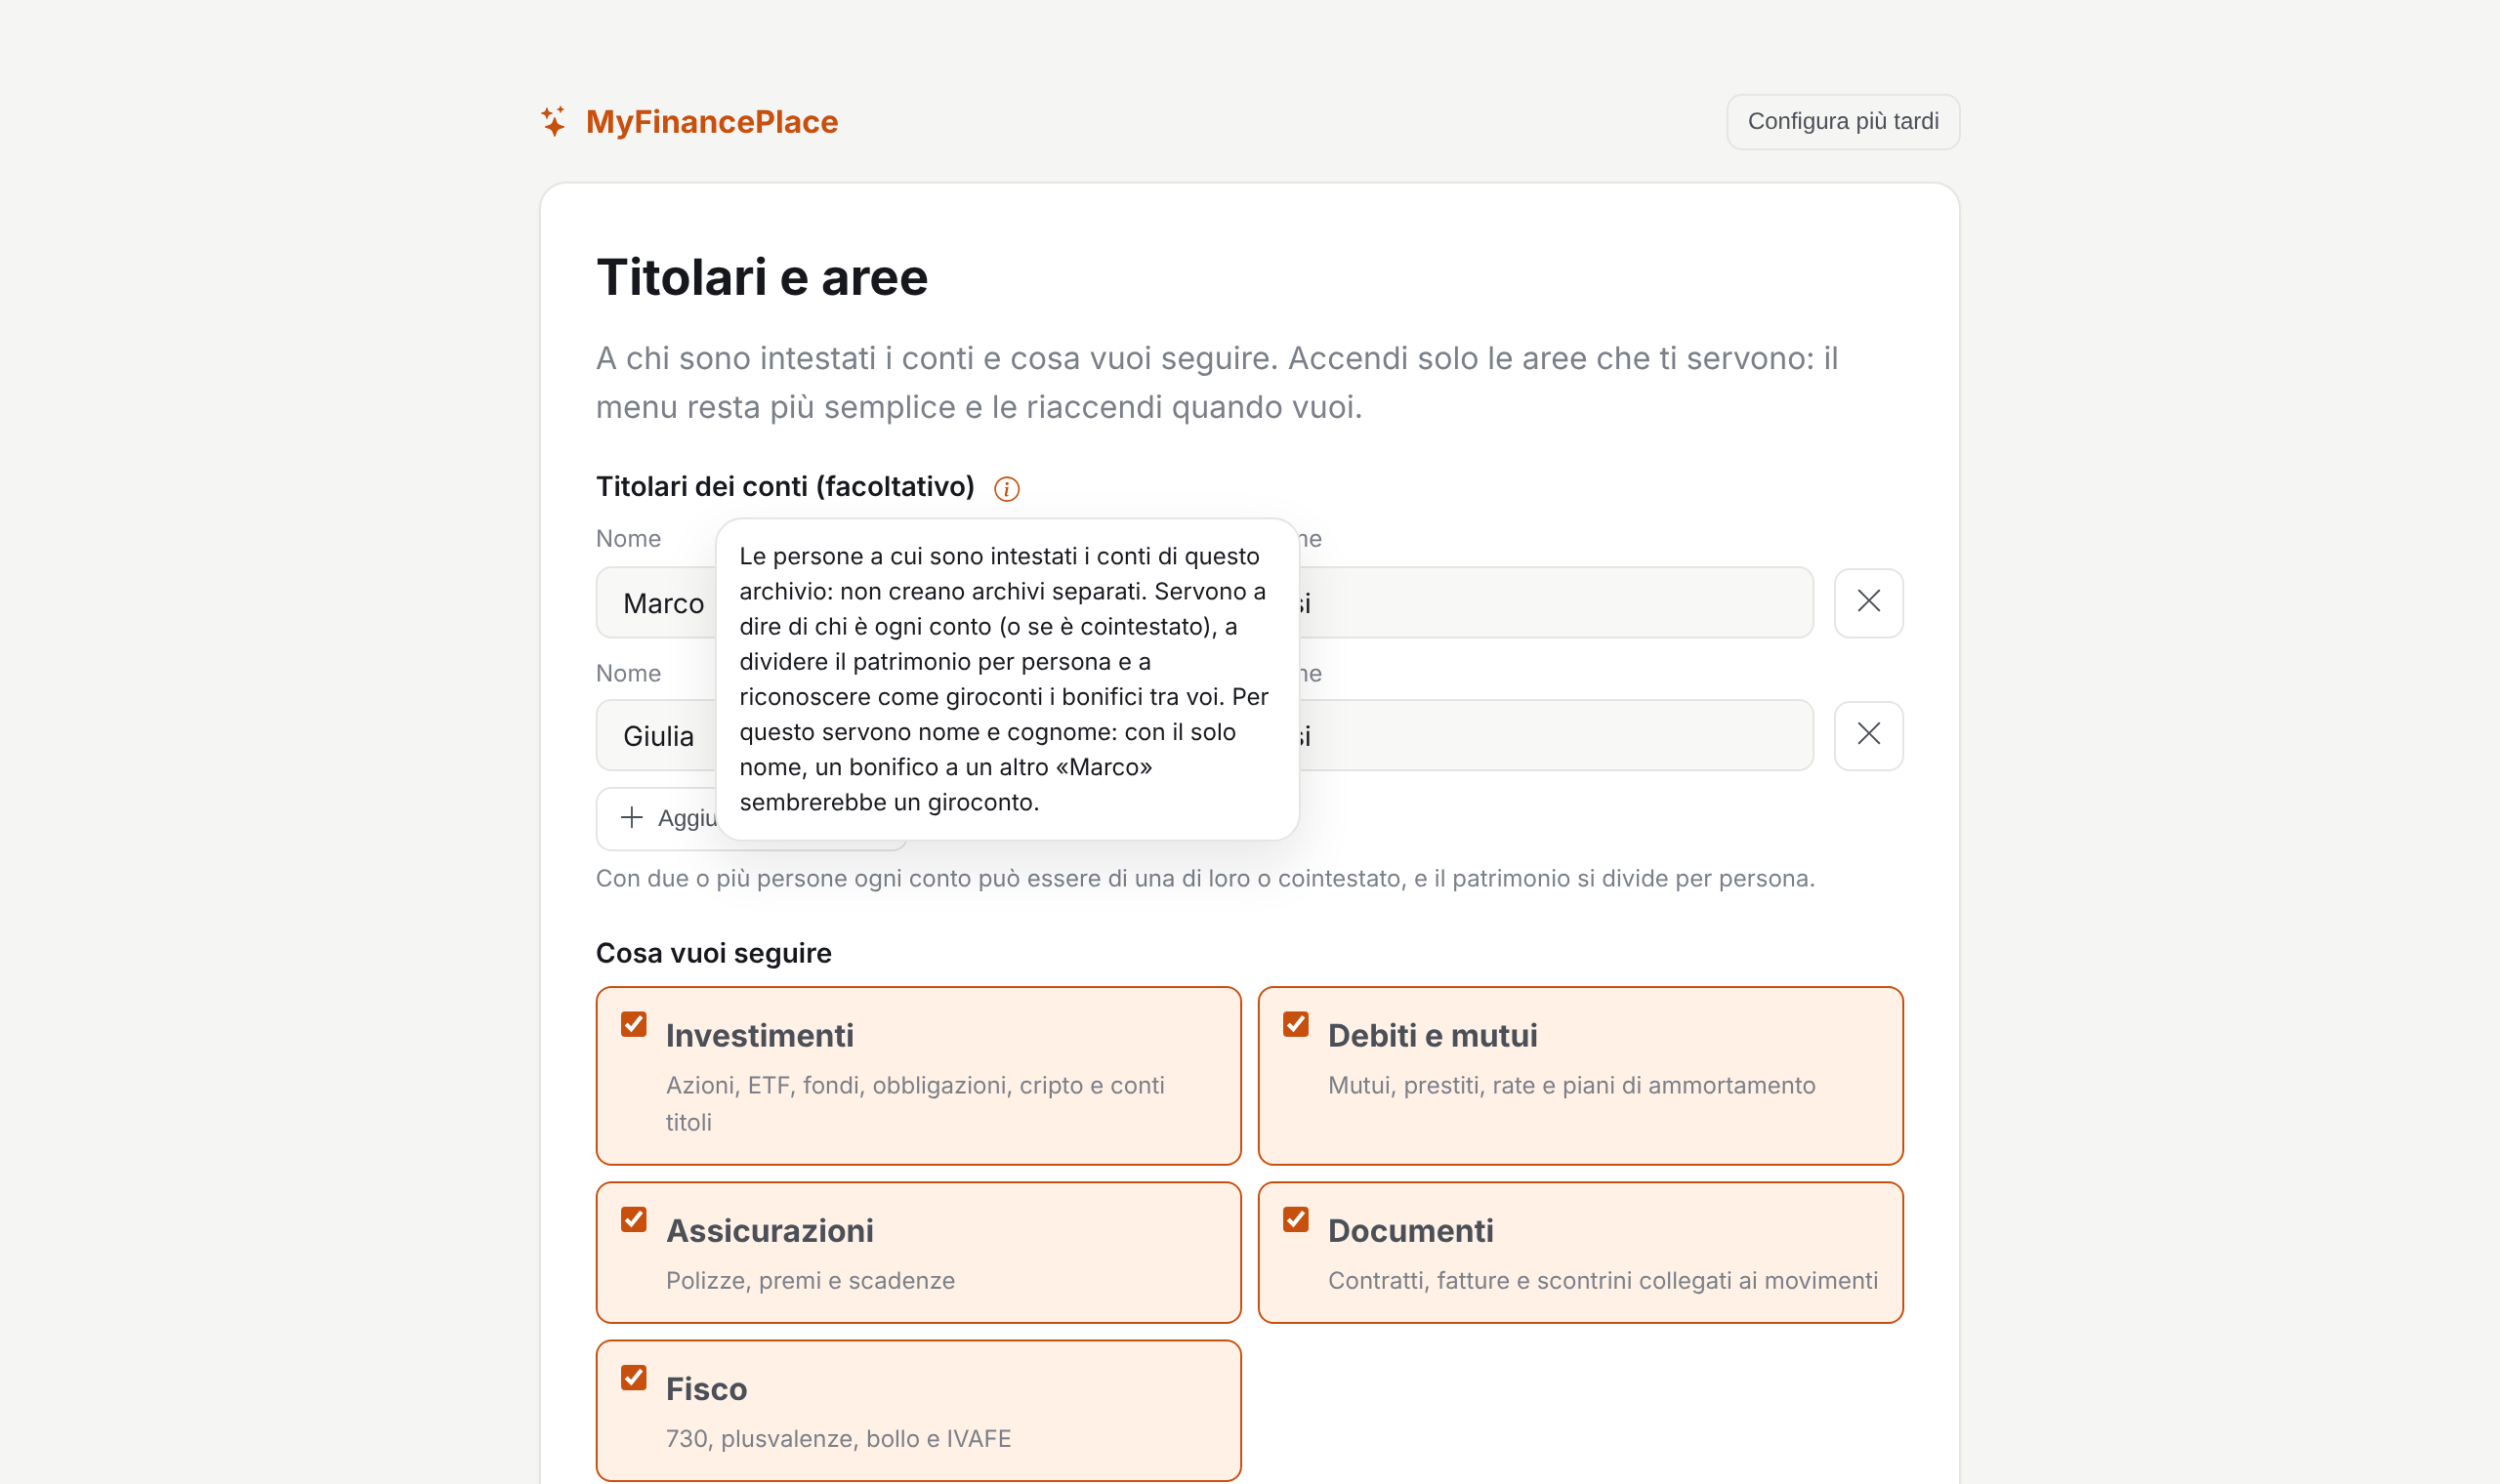 MyFinancePlace
Configura più tardi
Titolari e aree
A chi sono intestati i conti e cosa vuoi seguire. Accendi solo le aree che ti servono: il
menu resta più semplice e le riaccendi quando vuoi.
Titolari dei conti (facoltativo)
Nome
Marco
Nome
Giulia
Le persone a cui sono intestati i conti di questo
archivio: non creano archivi separati. Servono a
dire di chi è ogni conto (o se è cointestato), a
dividere il patrimonio per persona e a
riconoscere come giroconti i bonifici tra voi. Per
questo servono nome e cognome: con il solo
nome, un bonifico a un altro «Marco»
sembrerebbe un giroconto.
Con due o più persone ogni conto può essere di una di loro o cointestato, e il patrimonio si divide per persona.
Cosa vuoi seguire
Investimenti
Azioni, ETF, fondi, obbligazioni, cripto e conti
titoli
Debiti e mutui
Mutui, prestiti, rate e piani di ammortamento
Assicurazioni
Polizze, premi e scadenze
Documenti
Contratti, fatture e scontrini collegati ai movimenti
Fisco
730, plusvalenze, bollo e IVAFE